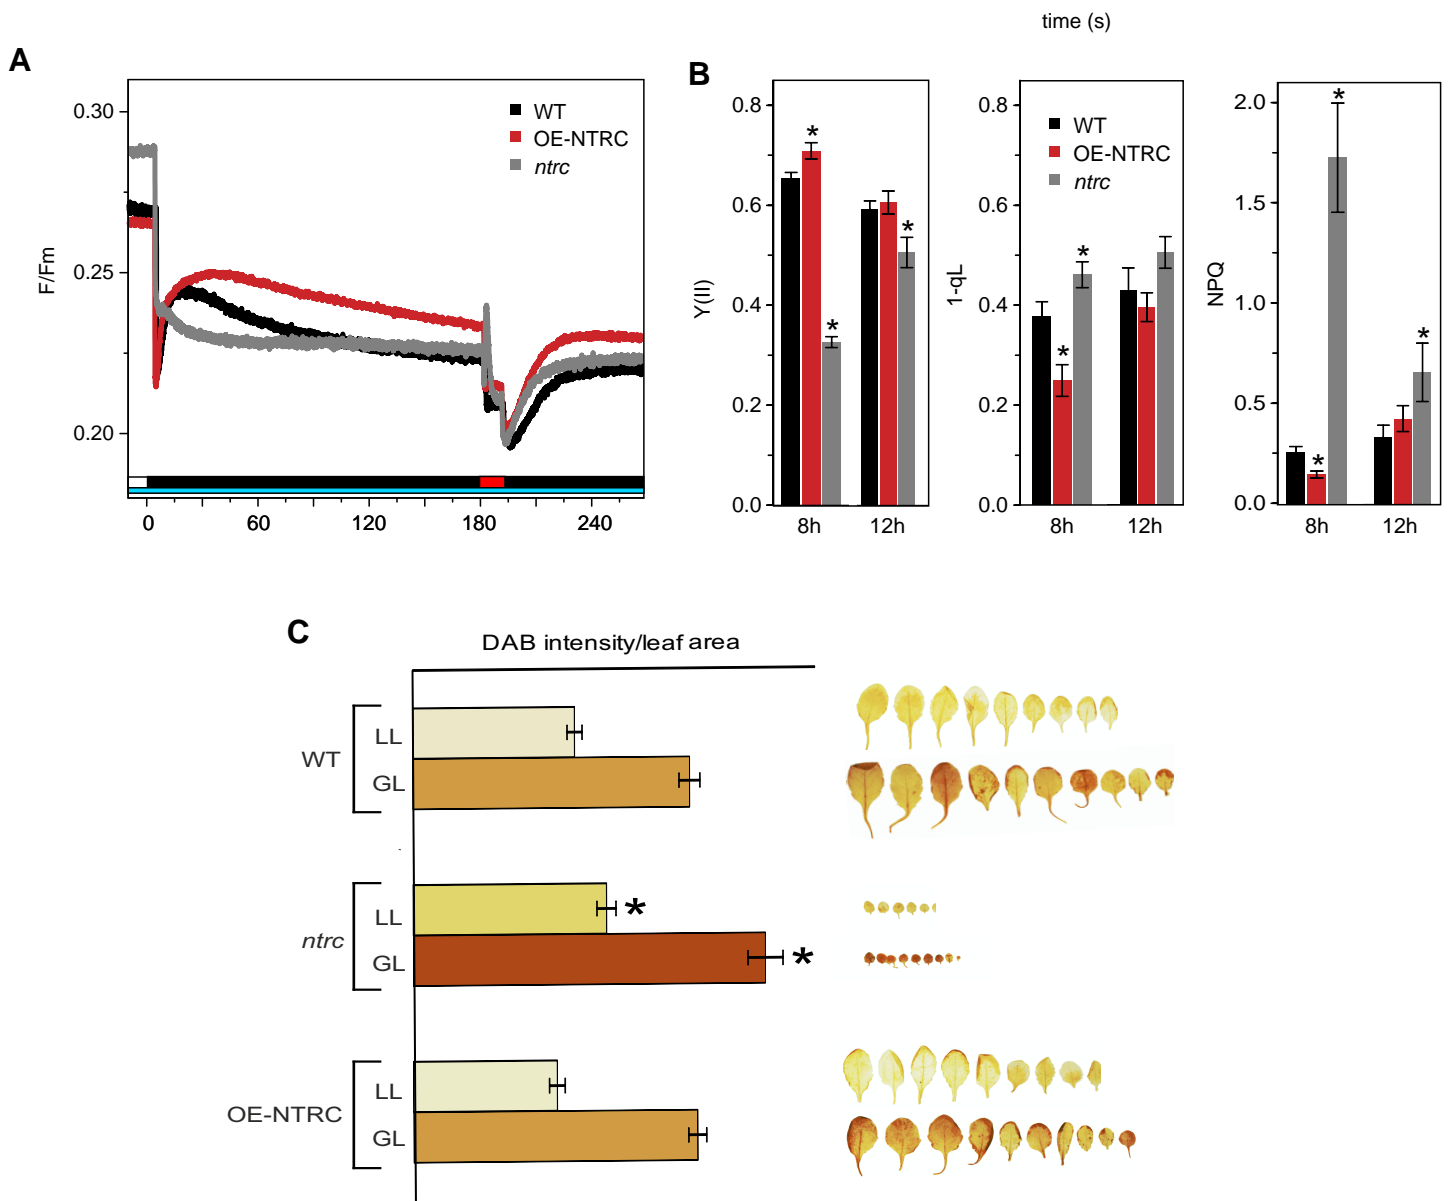 time (s)
A
B
0.30
0.25
0.20
F/Fm
WT
OE-NTRC
ntrc
0 60 120 180 240
0.8
0.6
0.4
0.2
0.0
Y(II)
* * * *
8h 12h
0.8
0.6
0.4
0.2
0.0
1-qL
WT
OE-NTRC
ntrc
* *
8h 12h
2.0
1.5
1.0
0.5
0.0
NPQ
* * *
8h 12h
C
DAB intensity/leaf area
WT
LL
GL
ntrc
LL *
GL *
OE-NTRC
LL
GL